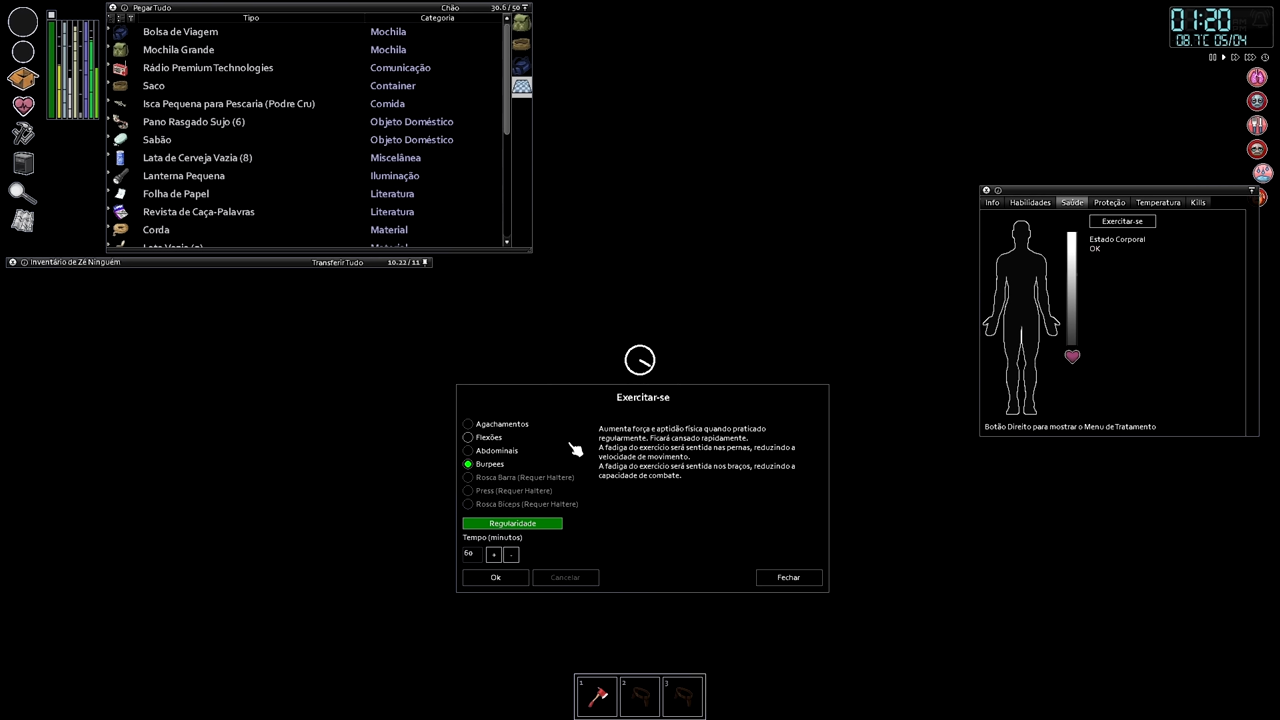 PegarTudo Chão 30.6 / 50
Tipo Categoria
Bolsa de Viagem Mochila
Mochila Grande Mochila
Rádio Premium Technologies Comunicação
Saco Container
Isca Pequena para Pescaria (Podre Cru) Comida
Pano Rasgado Sujo (6) Objeto Doméstico
Sabão Objeto Doméstico
Lata de Cerveja Vazia (8) Miscelânea
Lanterna Pequena Iluminação
Folha de Papel Literatura
Revista de Caça-Palavras Literatura
Corda Material
Inventário de Zé Ninguém Transferir Tudo 10.22 / 11
01:20
08.7C 05/04
Info Habilidades Saúde Proteção Temperatura Kills
Exercitar-se
Estado Corporal
OK
Botão Direito para mostrar o Menu de Tratamento
Exercitar-se
Agachamentos
Flexões
Abdominais
Burpees
Rosca Barra (Requer Haltere)
Press (Requer Haltere)
Rosca Bíceps (Requer Haltere)
Aumenta força e aptidão física quando praticado
regularmente. Ficará cansado rapidamente.
A fadiga do exercício será sentida nas pernas, reduzindo a
velocidade de movimento.
A fadiga do exercício será sentida nos braços, reduzindo a
capacidade de combate.
Regularidade
Tempo (minutos)
60 + -
Ok Cancelar Fechar
1 2 3